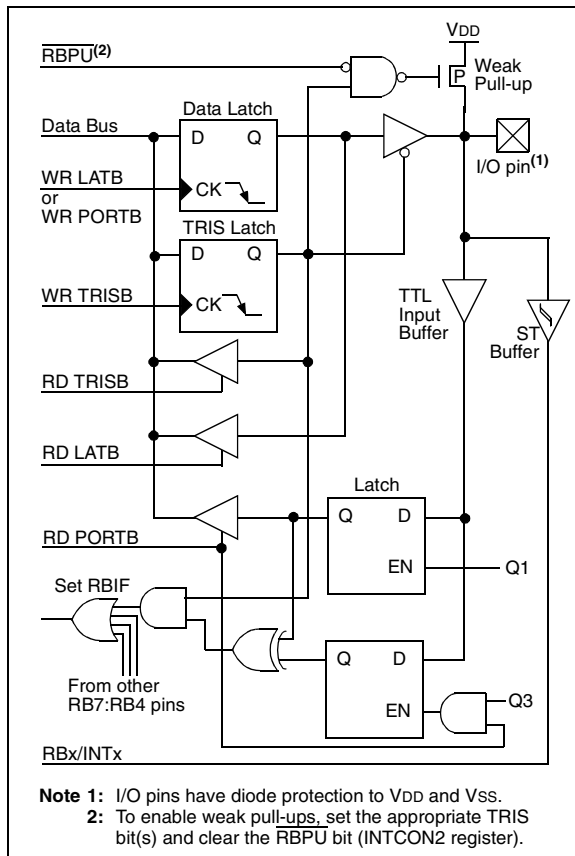 VDD
RBPU(2)
Weak
Pull-up
P
Data Latch
Data Bus
D Q
I/O pin(1)
WR LATB
or
WR PORTB
CK
TRIS Latch
D Q
WR TRISB
CK
TTL
Input
Buffer
ST
Buffer
RD TRISB
RD LATB
Latch
Q D
RD PORTB
EN
Q1
Set RBIF
Q D
From other
RB7:RB4 pins
EN
Q3
RBx/INTx
Note 1: I/O pins have diode protection to VDD and VSS.
2: To enable weak pull-ups, set the appropriate TRIS
bit(s) and clear the RBPU bit (INTCON2 register).